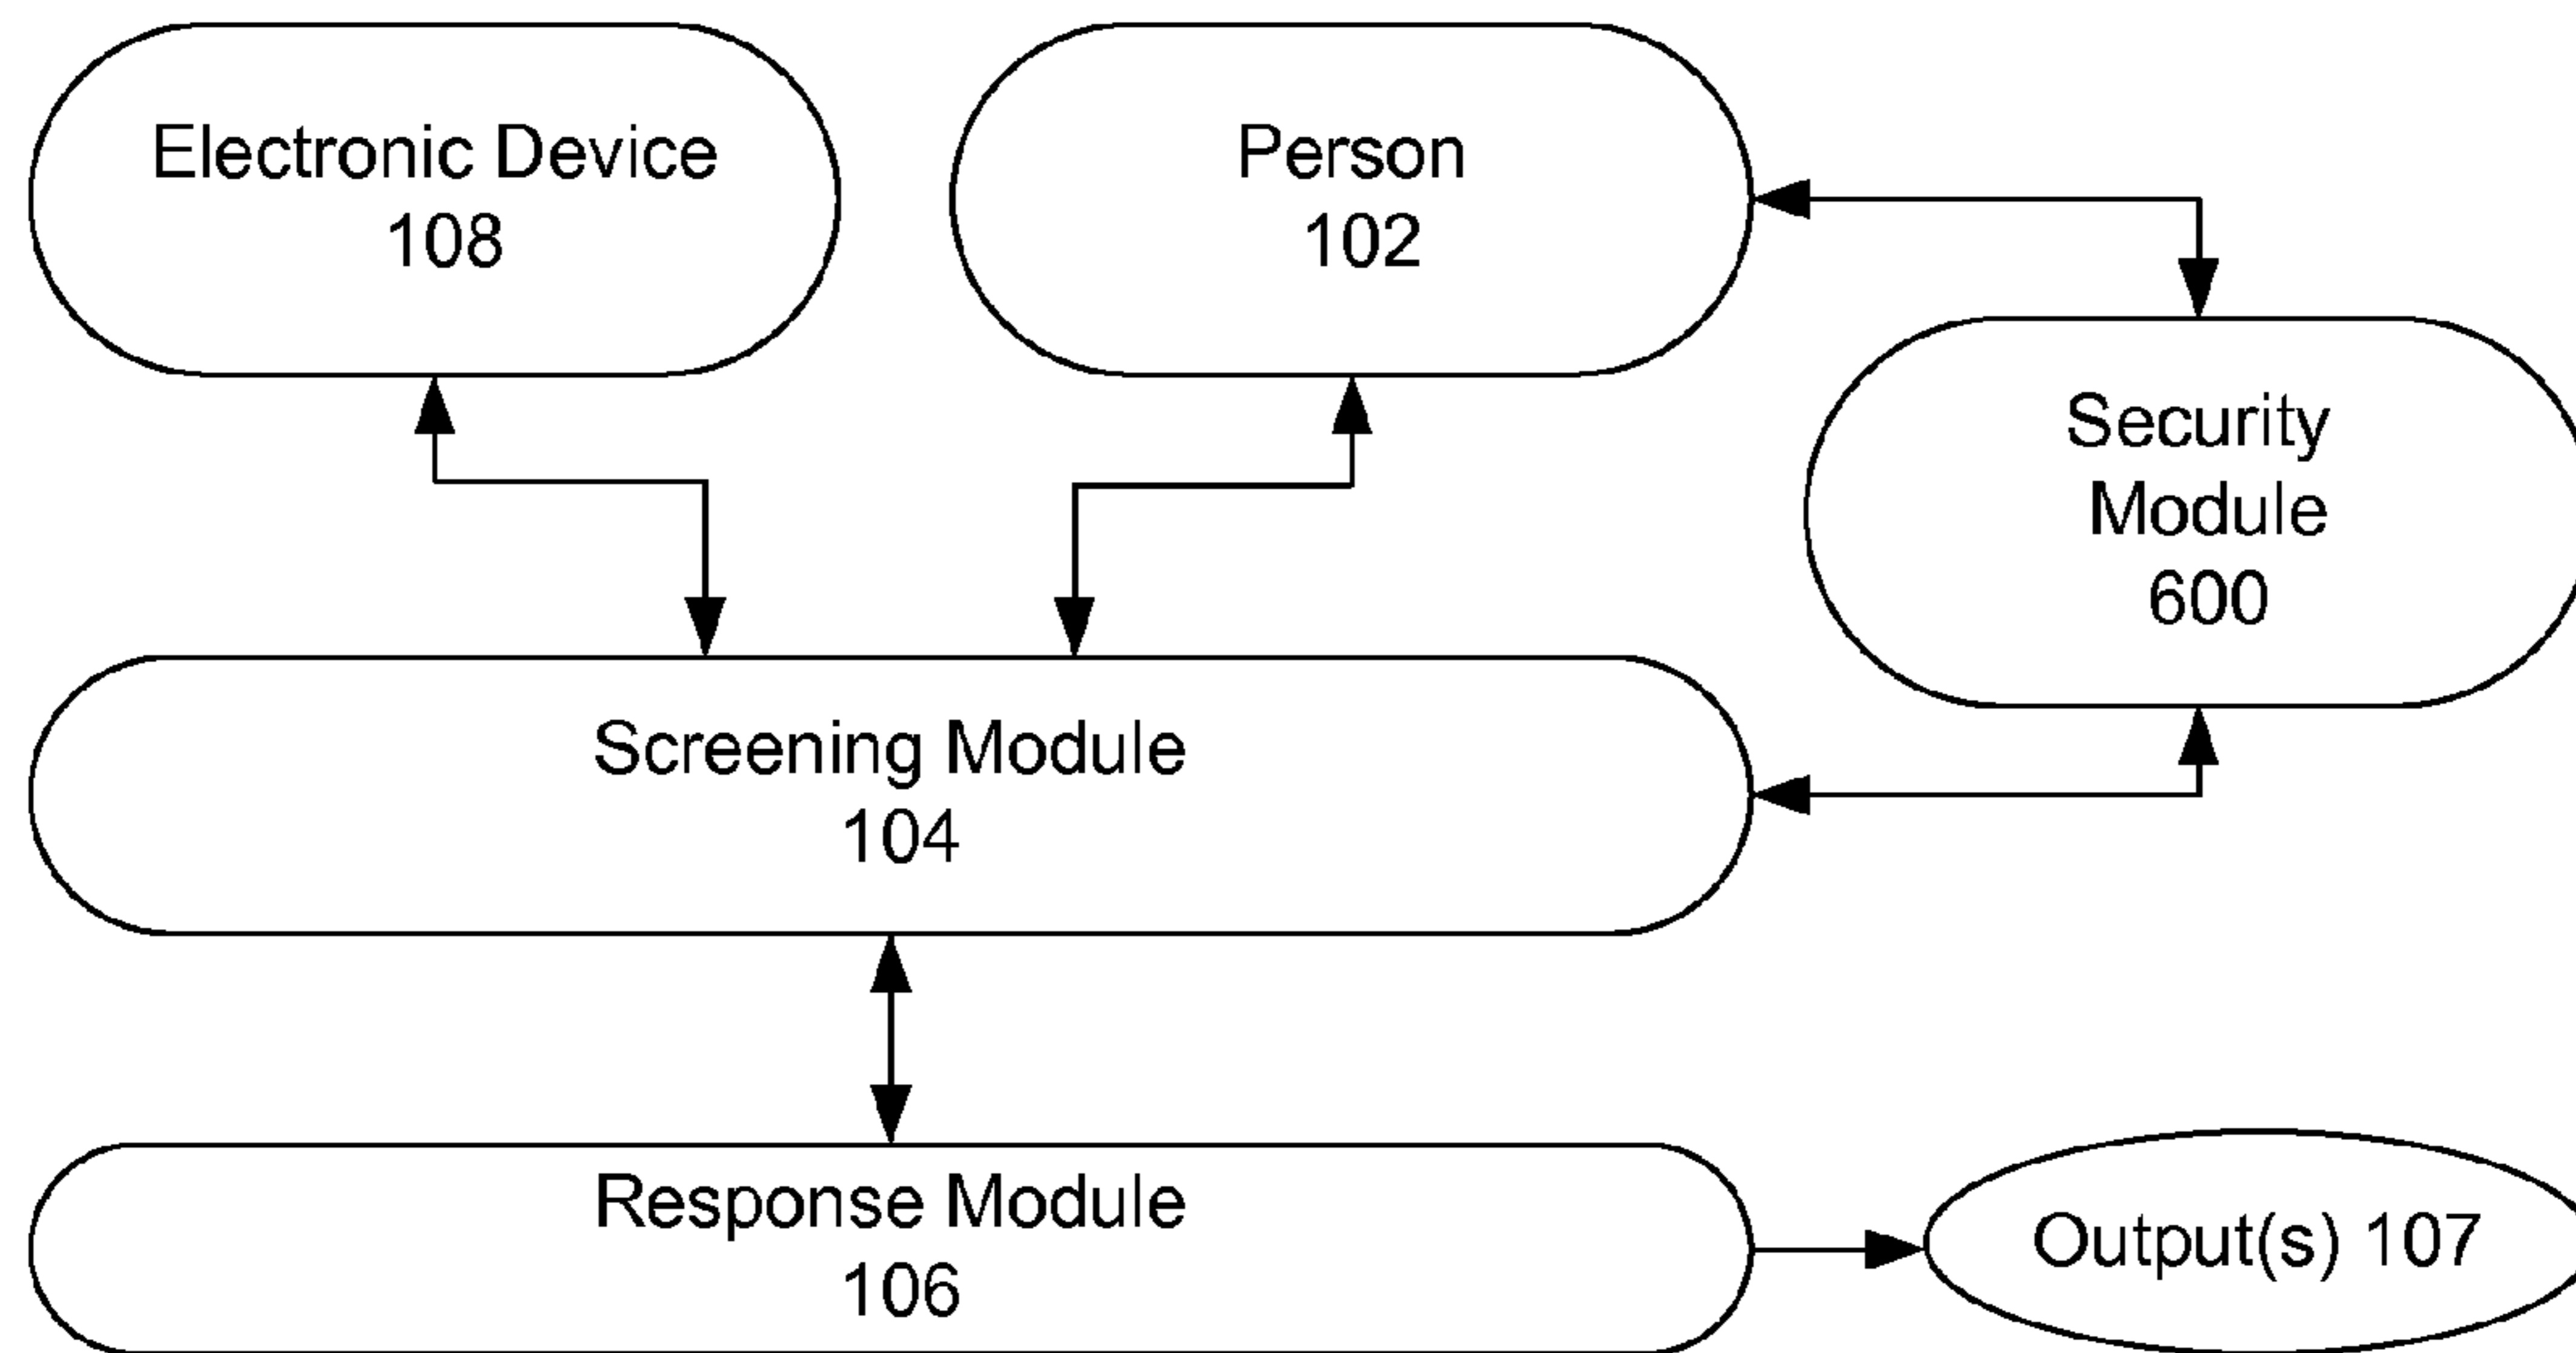 Electronic Device
108
Person
102
Security
Module
600
Screening Module
104
Response Module
106
Output(s) 107